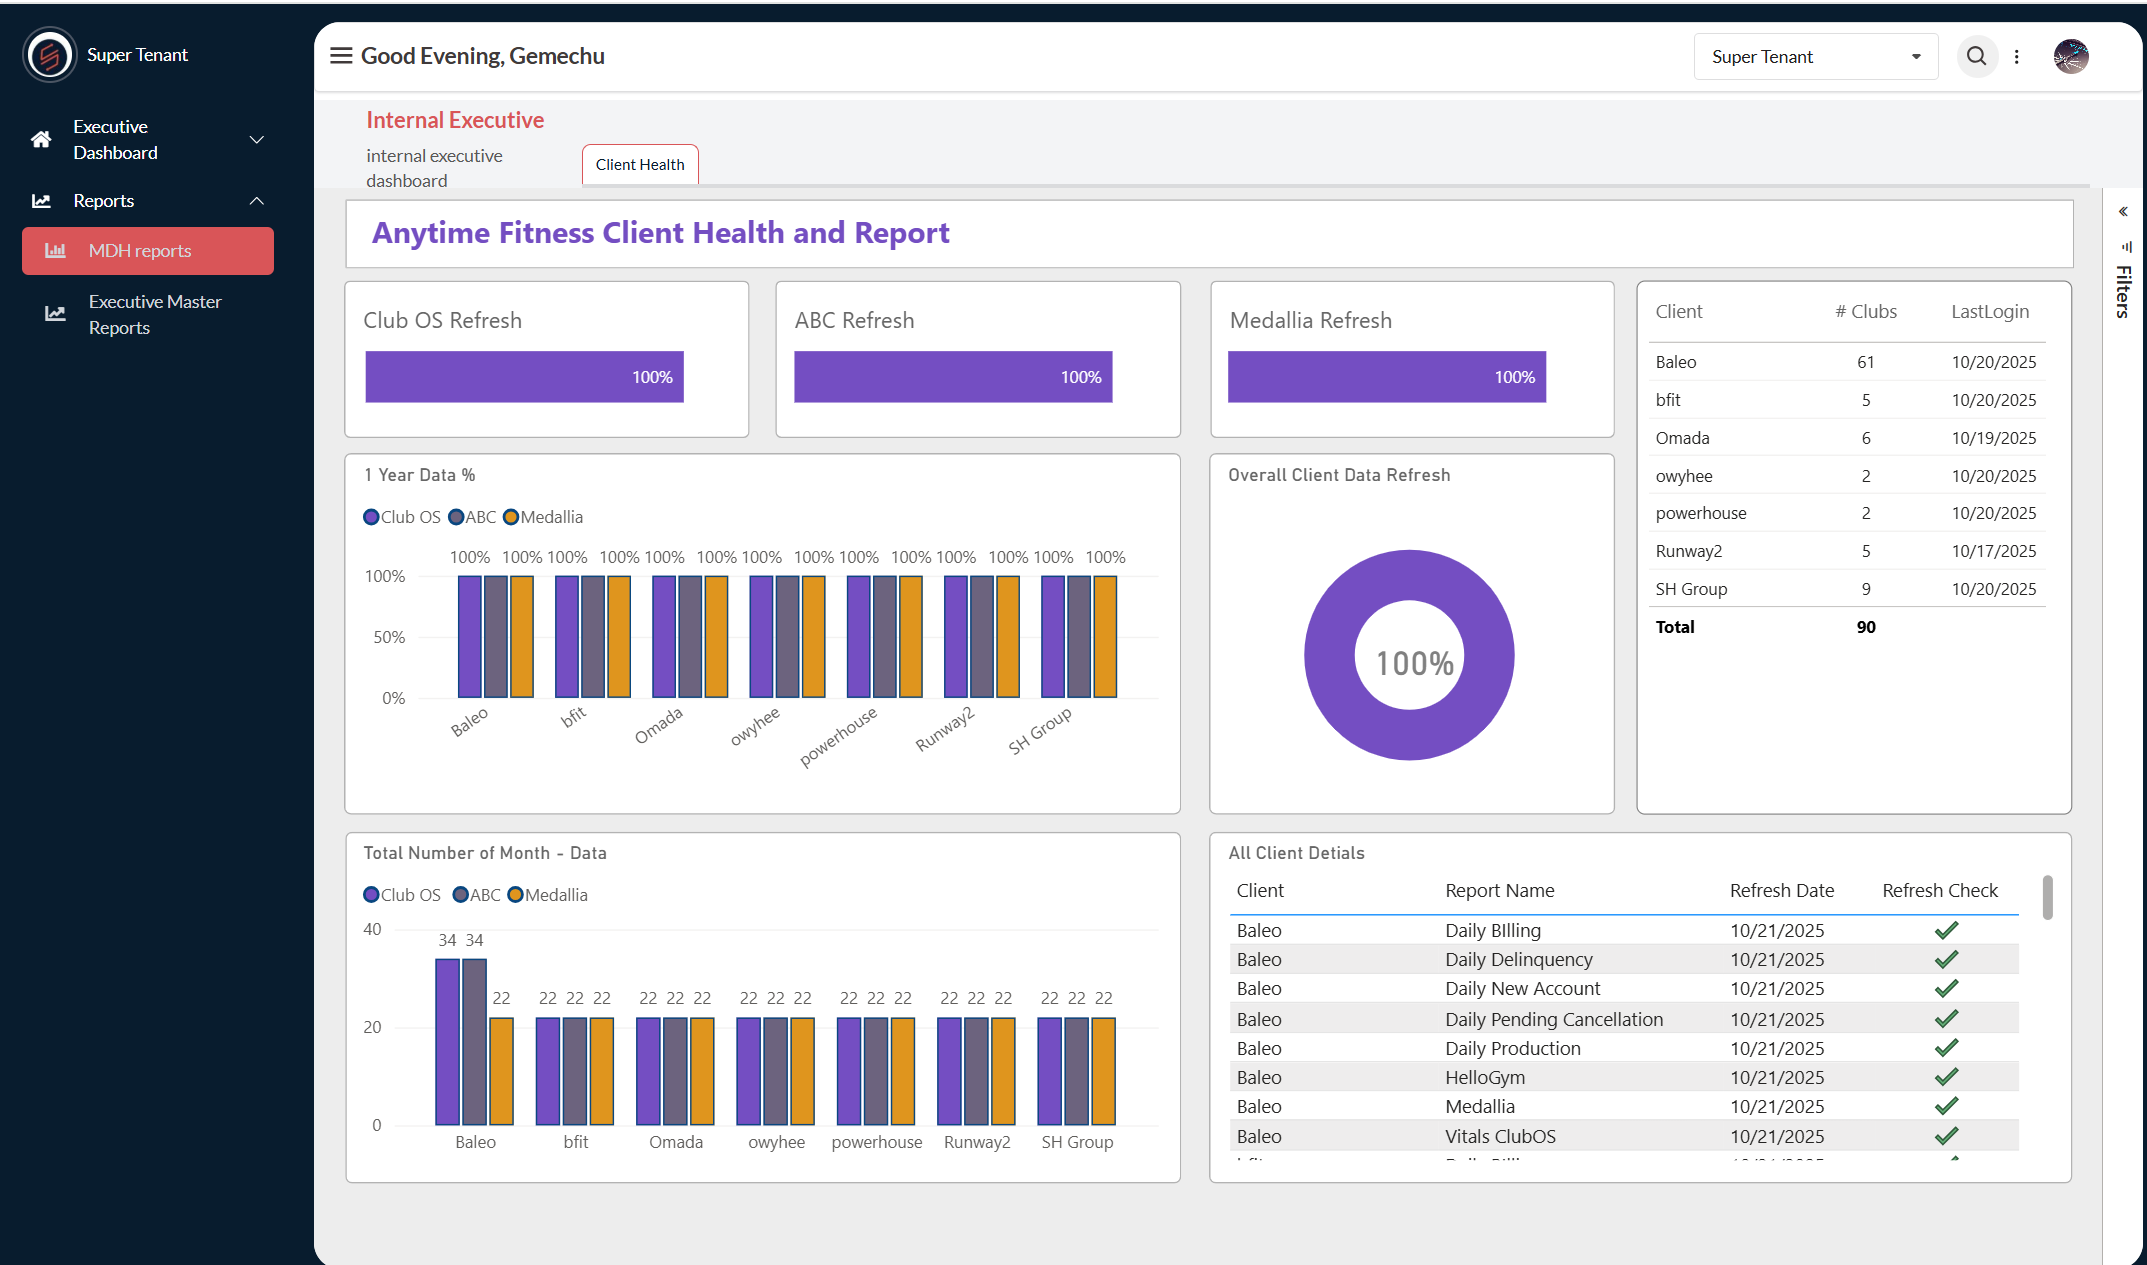 Super Tenant
Executive
Dashboard
Reports
MDH reports
Executive Master
Reports
Good Evening, Gemechu
Super Tenant
Internal Executive
internal executive
dashboard
Client Health
Filters
Anytime Fitness Client Health and Report
Club OS Refresh
100%
ABC Refresh
100%
Medallia Refresh
100%
Client # Clubs LastLogin
Baleo 61 10/20/2025
bfit 5 10/20/2025
Omada 6 10/19/2025
owyhee 2 10/20/2025
powerhouse 2 10/20/2025
Runway2 5 10/17/2025
SH Group 9 10/20/2025
Total 90
1 Year Data %
Club OS ABC Medallia
100% 100% 100% 100% 100% 100% 100% 100% 100% 100% 100% 100% 100% 100%
100%
50%
0%
Baleo bfit Omada owyhee powerhouse Runway2 SH Group
Overall Client Data Refresh
100%
Total Number of Month - Data
Club OS ABC Medallia
40
34 34
22 22 22 22 22 22 22 22 22 22 22 22 22 22 22 22 22 22 22
20
0
Baleo bfit Omada owyhee powerhouse Runway2 SH Group
All Client Detials
Client Report Name Refresh Date Refresh Check
Baleo Daily BIlling 10/21/2025
Baleo Daily Delinquency 10/21/2025
Baleo Daily New Account 10/21/2025
Baleo Daily Pending Cancellation 10/21/2025
Baleo Daily Production 10/21/2025
Baleo HelloGym 10/21/2025
Baleo Medallia 10/21/2025
Baleo Vitals ClubOS 10/21/2025